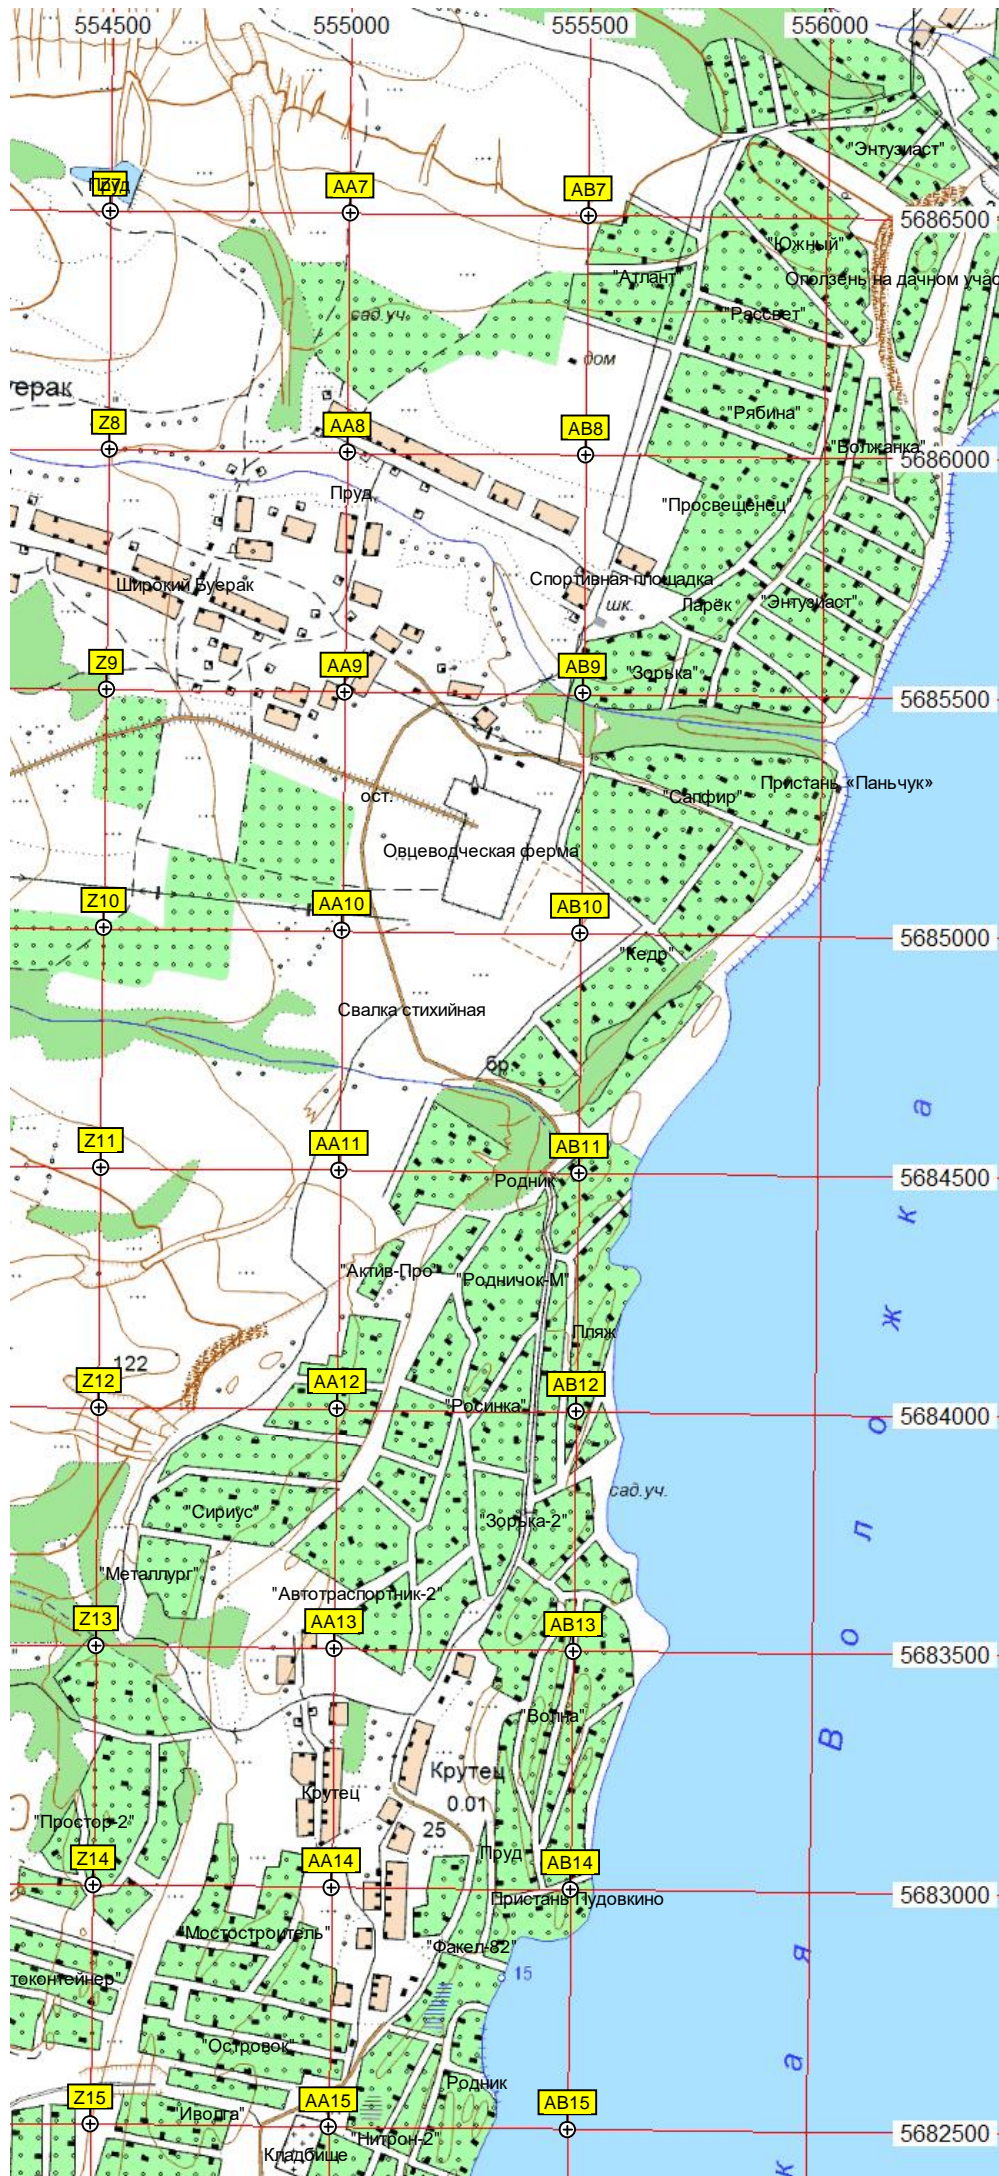 554500 555000 555500 556000
"Энтузиаст"
Пруд
AA7
AB7
5686500
"Южный"
"Атлант"
Оползень на дачном учас
сад.уч.
"Рассвет"
дом
ерак
"Рябина"
Z8
AA8
AB8
"Волжанка"
5686000
Пруд
"Просвещенец"
Широкий Буерак
Спортивная площадка
шк.
Ларёк
"Энтузиаст"
Z9
AA9
AB9
"Зорька"
5685500
ост.
"Сапфир"
Пристань «Паньчук»
Овцеводческая ферма
Z10
AA10
AB10
5685000
"Кедр"
Свалка стихийная
бр.
а
Z11
AA11
AB11
5684500
Родник
к
"Актив-Про"
"Родничок-М"
ж
Пляж
122
Z12
AA12
AB12
"Росинка"
5684000
о
сад.уч.
"Сириус"
"Зорька-2"
л
"Металлург"
"Автотраспортник-2"
Z13
AA13
AB13
о
5683500
"Волна"
В
Крутец
Крутец
0.01
"Простор-2"
25
Пруд
Z14
AA14
AB14
5683000
Пристань Пудовкино
"Мостостроитель"
"Факел-82"
я
токонтейнер"
15
"Островок"
а
Родник
Z15
"Иволга"
AA15
AB15
5682500
"Нитрон-2"
Кладбище
к